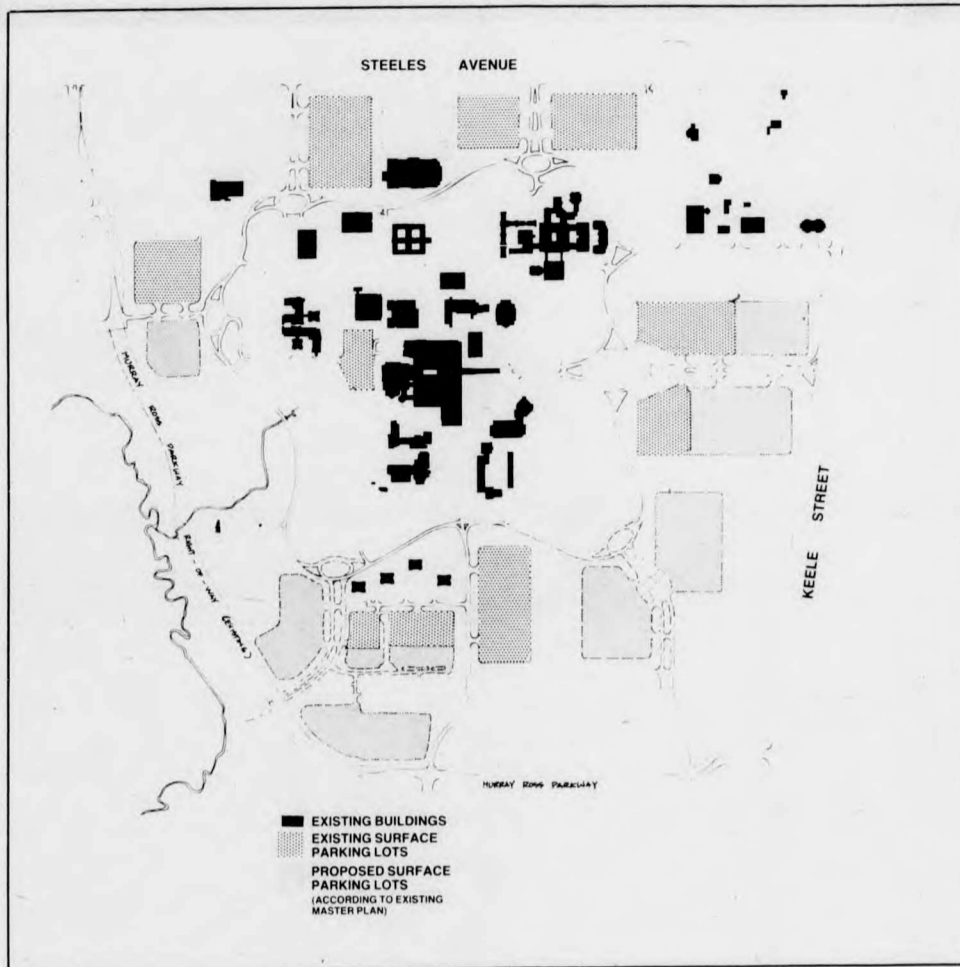 STEELES AVENUE
MURRAY ROSS PARKWAY
RIGHT-OF-WAY (EXISTING)
KEELE STREET
MURRAY ROSS PARKWAY
EXISTING BUILDINGS
EXISTING SURFACE
PARKING LOTS
PROPOSED SURFACE
PARKING LOTS
(ACCORDING TO EXISTING
MASTER PLAN)